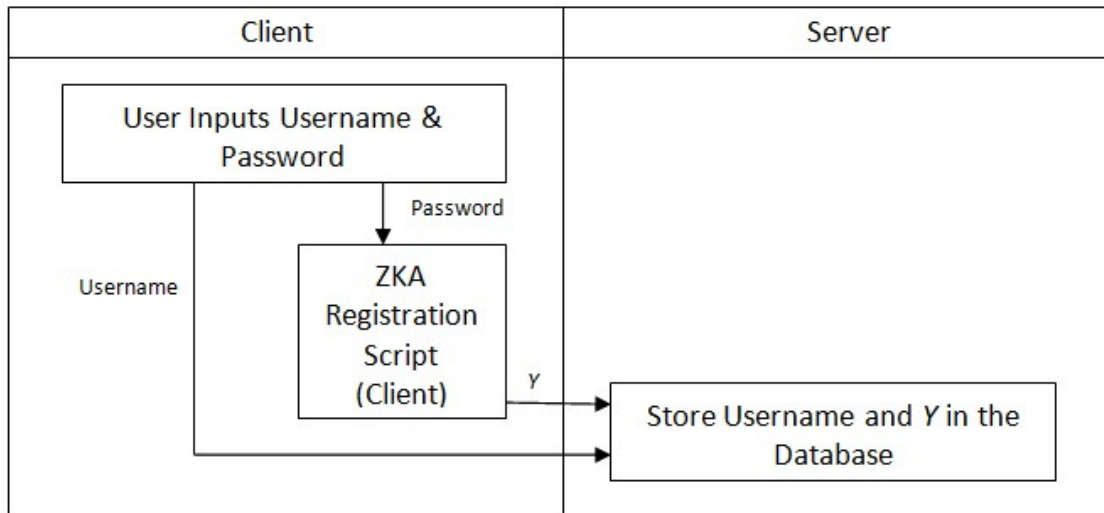 Client
Server
User Inputs Username &
Password
Password
Username
ZKA
Registration
Script
(Client)
Y
Store Username and Y in the
Database